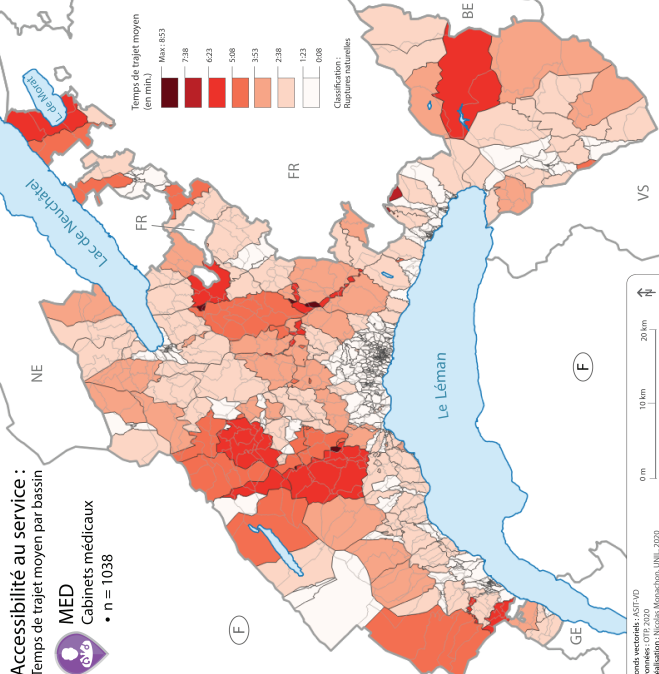 Accessibilité au service :
Temps de trajet moyen par bassin
MED
Cabinets médicaux
• n = 1038
Temps de trajet moyen
(en min.)
Max : 8:53
7:38
6:23
5:08
3:53
2:38
1:23
0:08
Classification :
Ruptures naturelles
L. de Morat
Lac de Neuchâtel
FR
FR
NE
BE
VS
Le Léman
F
F
GE
N
0 m
10 km
20 km
onds vectoriels : ASIT-VD
onnées : OTP, 2020
éalisation : Nicolas Monachon, UNIL, 2020